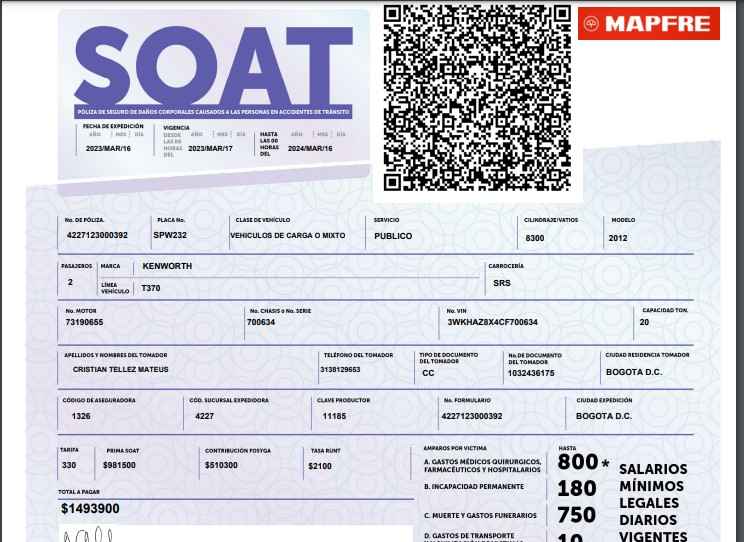 SOAT
MAPFRE
PÓLIZA DE SEGURO DE DAÑOS CORPORALES CAUSADOS A LAS PERSONAS EN ACCIDENTES DE TRÁNSITO
FECHA DE EXPEDICIÓN
AÑO MES DÍA
2023/MAR/16
VIGENCIA
DESDE LAS 00 HORAS DEL
AÑO MES DÍA
2023/MAR/17
HASTA LAS 00 HORAS DEL
AÑO MES DÍA
2024/MAR/16
No. DE PÓLIZA. PLACA No. CLASE DE VEHÍCULO SERVICIO CILINDRAJE/VATIOS MODELO
4227123000392 SPW232 VEHICULOS DE CARGA O MIXTO PUBLICO 8300 2012
PASAJEROS MARCA KENWORTH CARROCERÍA
2 LÍNEA VEHÍCULO T370 SRS
No. MOTOR No. CHASIS o No. SERIE No. VIN CAPACIDAD TON.
73190655 700634 3WKHAZ8X4CF700634 20
APELLIDOS Y NOMBRES DEL TOMADOR TELÉFONO DEL TOMADOR TIPO DE DOCUMENTO DEL TOMADOR No. DE DOCUMENTO DEL TOMADOR CIUDAD RESIDENCIA TOMADOR
CRISTIAN TELLEZ MATEUS 3138129653 CC 1032436175 BOGOTA D.C.
CÓDIGO DE ASEGURADORA CÓD. SUCURSAL EXPEDIDORA CLAVE PRODUCTOR No. FORMULARIO CIUDAD EXPEDICIÓN
1326 4227 11185 4227123000392 BOGOTA D.C.
TARIFA PRIMA SOAT CONTRIBUCIÓN FOSYGA TASA RUNT
330 $981500 $510300 $2100
TOTAL A PAGAR
$1493900
AMPAROS POR VICTIMA HASTA
A. GASTOS MÉDICOS QUIRURGICOS, FARMACÉUTICOS Y HOSPITALARIOS 800*
B. INCAPACIDAD PERMANENTE 180
C. MUERTE Y GASTOS FUNERARIOS 750
D. GASTOS DE TRANSPORTE 10
SALARIOS
MÍNIMOS
LEGALES
DIARIOS
VIGENTES